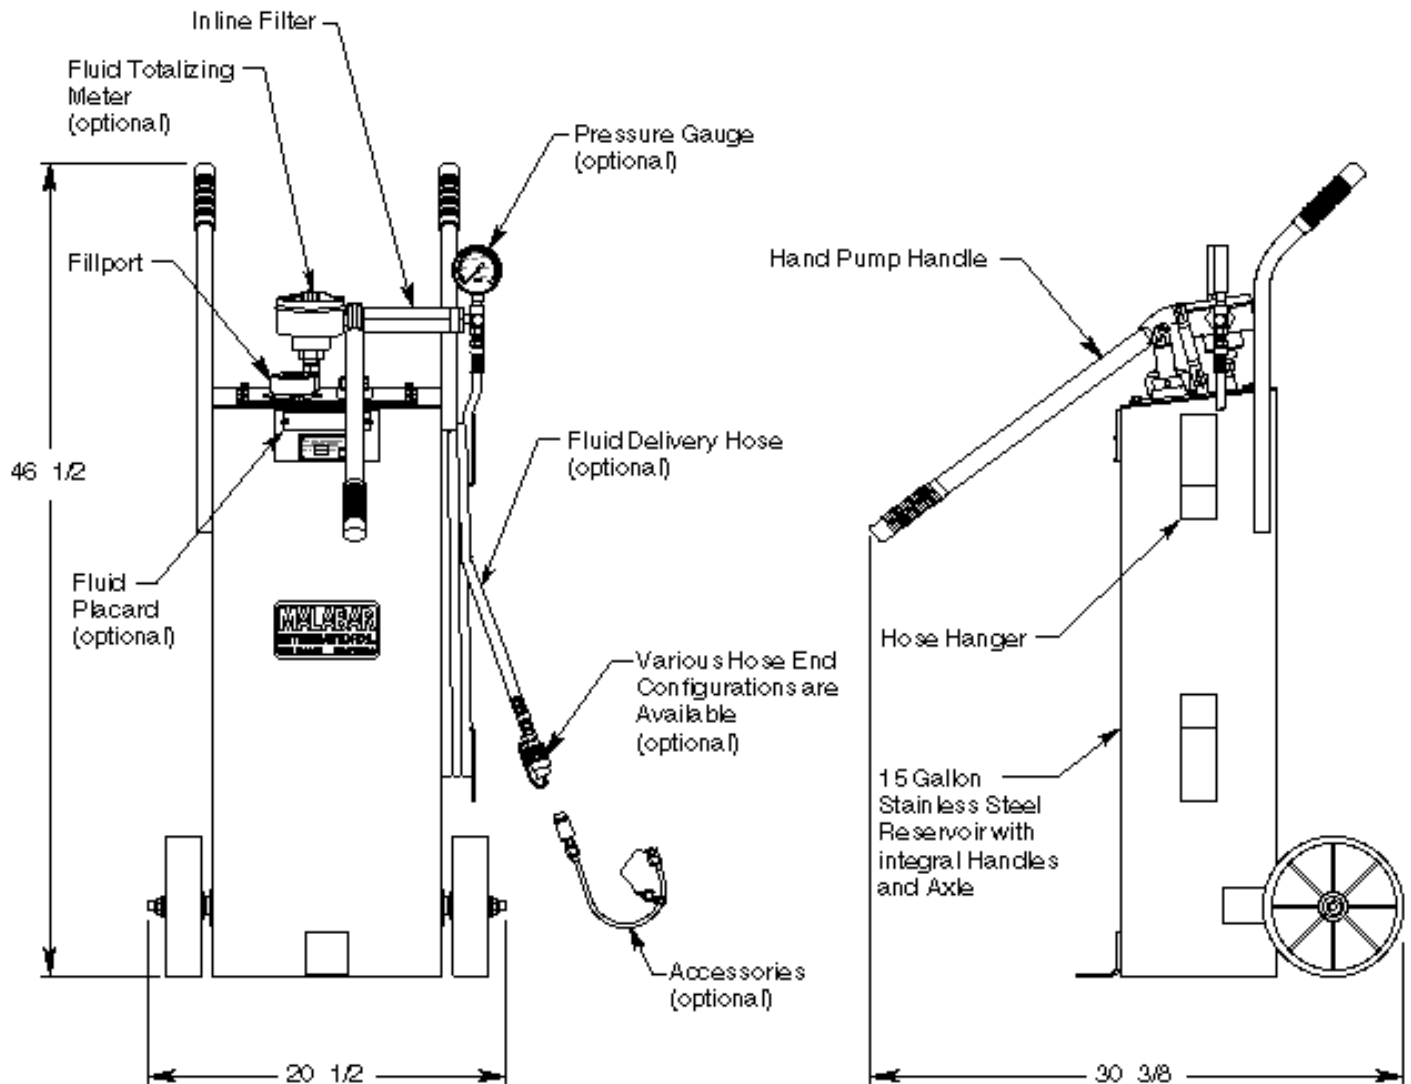 Inline Filter
Fluid Totalizing
Meter
(optional)
Pressure Gauge
(optional)
Fillport
Hand Pump Handle
46 1/2
Fluid Delivery Hose
(optional)
Fluid
Placard
(optional)
MALABAR
INTERNATIONAL
Hose Hanger
Various Hose End
Configurations are
Available
(optional)
15 Gallon
Stainless Steel
Reservoir with
integral Handles
and Axle
Accessories
(optional)
20 1/2
30 3/8